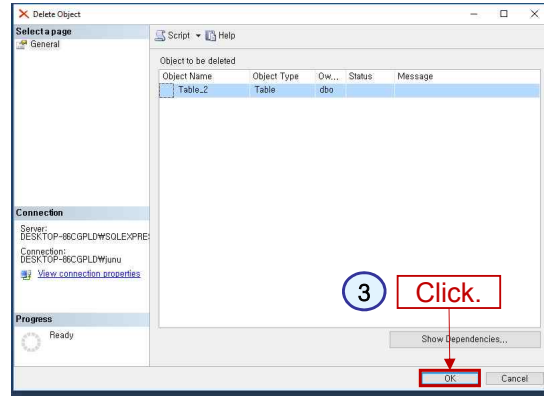 Delete Object
Select a page
General
Script
Help
Object to be deleted
Object Name Object Type Ow... Status Message
Table_2 Table dbo
Connection
Server:
DESKTOP-86CGPLD₩SQLEXPRE
Connection:
DESKTOP-86CGPLD₩junu
View connection properties
Progress
Ready
3 Click.
Show Dependencies...
OK Cancel